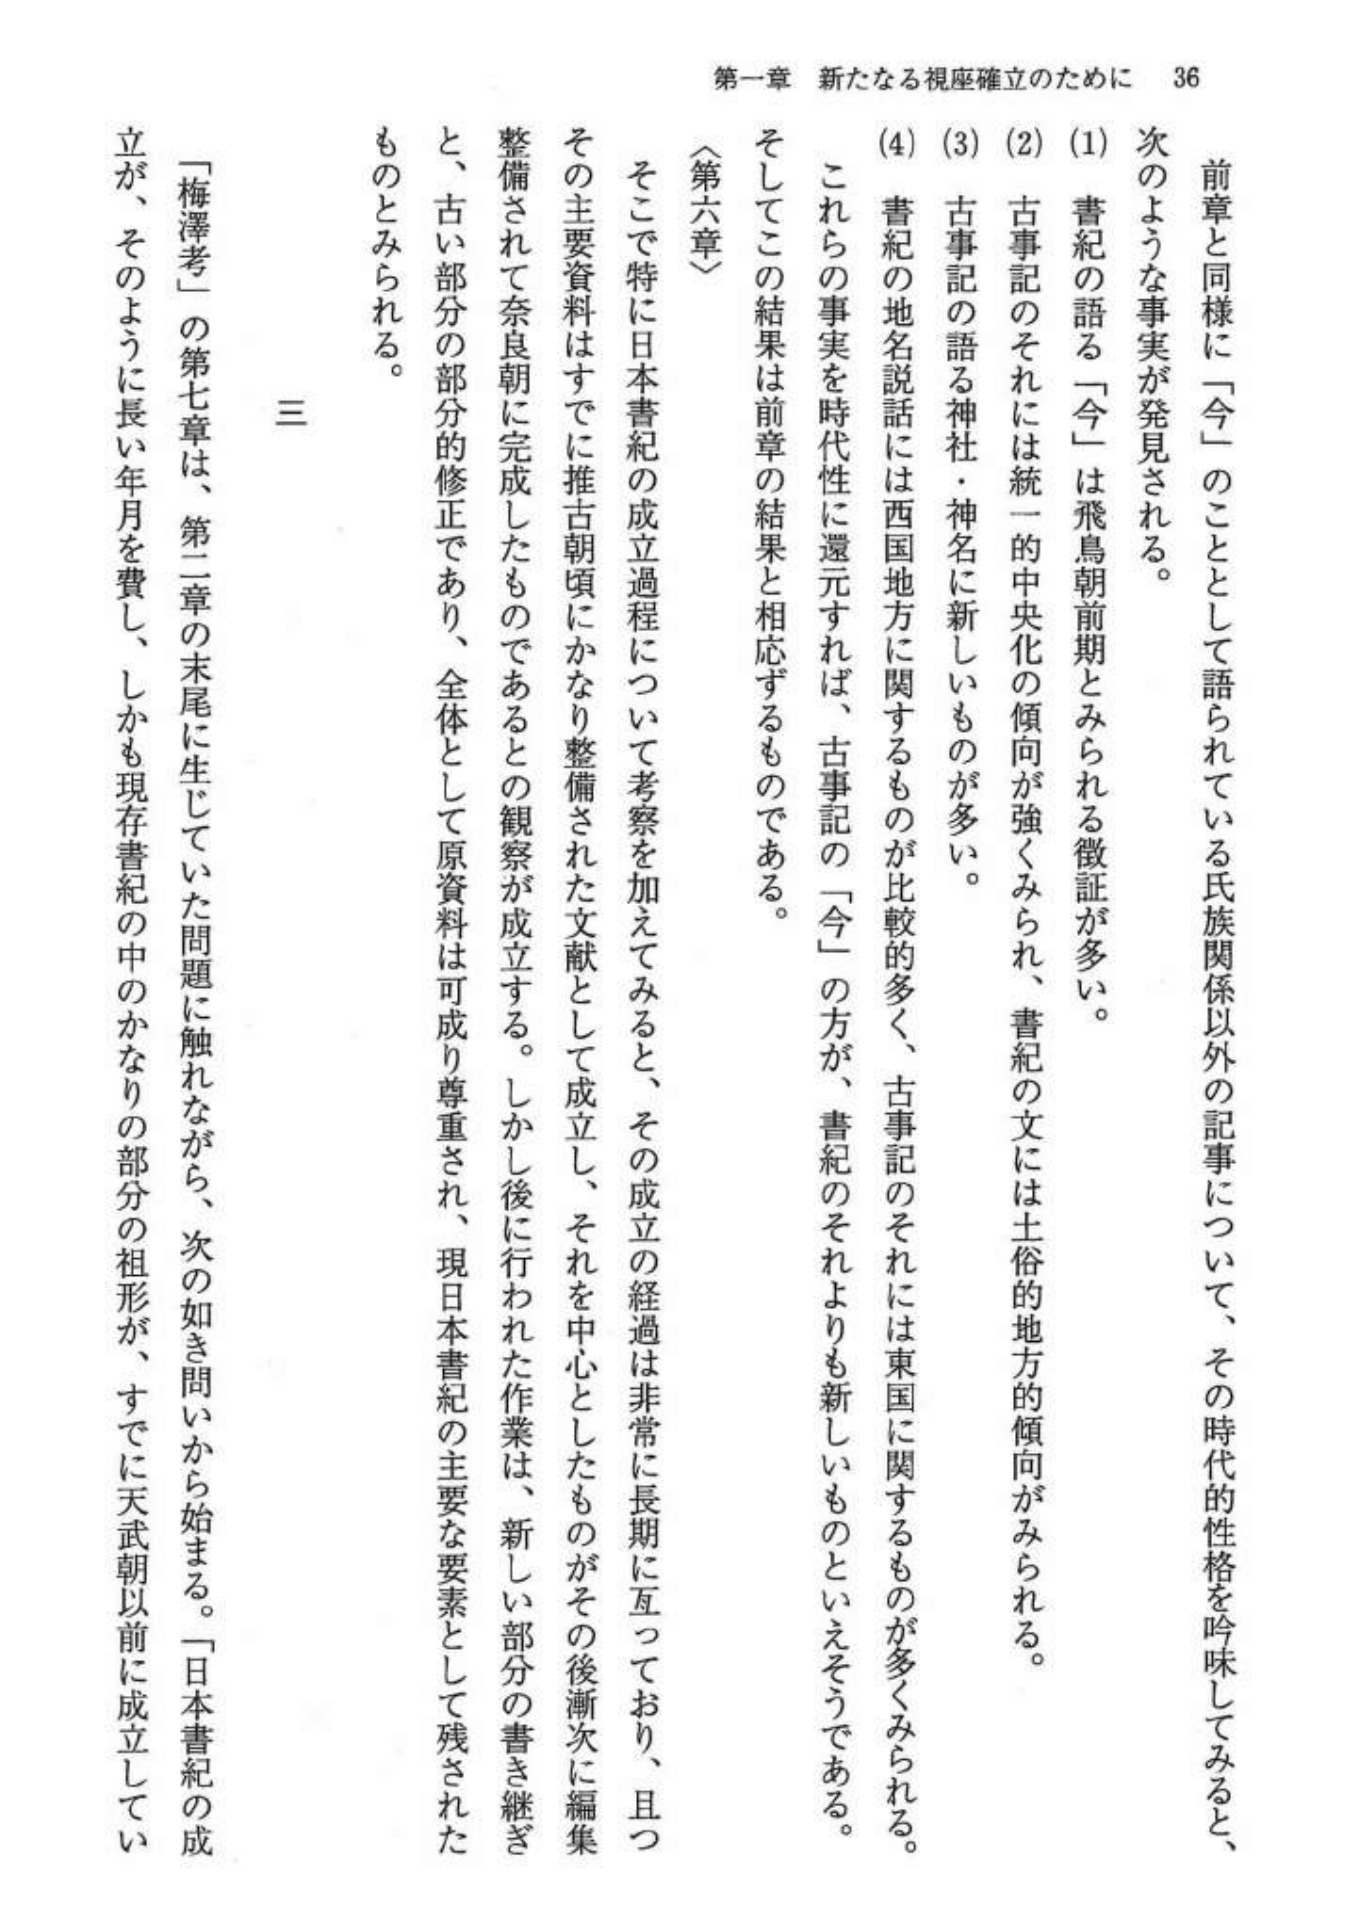 第一章　新たなる視座確立のために　36
前章と同様に「今」のこととして語られている氏族関係以外の記事について、その時代的性格を吟味してみると、
次のような事実が発見される。
(1)　書紀の語る「今」は飛鳥朝前期とみられる徴証が多い。
(2)　古事記のそれには統一的中央化の傾向が強くみられ、書紀の文には土俗的地方的傾向がみられる。
(3)　古事記の語る神社・神名に新しいものが多い。
(4)　書紀の地名説話には西国地方に関するものが比較的多く、古事記のそれには東国に関するものが多くみられる。
これらの事実を時代性に還元すれば、古事記の「今」の方が、書紀のそれよりも新しいものといえそうである。
そしてこの結果は前章の結果と相応ずるものである。
〈第六章〉
そこで特に日本書紀の成立過程について考察を加えてみると、その成立の経過は非常に長期に亙っており、且つ
その主要資料はすでに推古朝頃にかなり整備された文献として成立し、それを中心としたものがその後漸次に編集
整備されて奈良朝に完成したものであるとの観察が成立する。しかし後に行われた作業は、新しい部分の書き継ぎ
と、古い部分の部分的修正であり、全体として原資料は可成り尊重され、現日本書紀の主要な要素として残された
ものとみられる。
三
「梅澤考」の第七章は、第二章の末尾に生じていた問題に触れながら、次の如き問いから始まる。「日本書紀の成
立が、そのように長い年月を費し、しかも現存書紀の中のかなりの部分の祖形が、すでに天武朝以前に成立してい